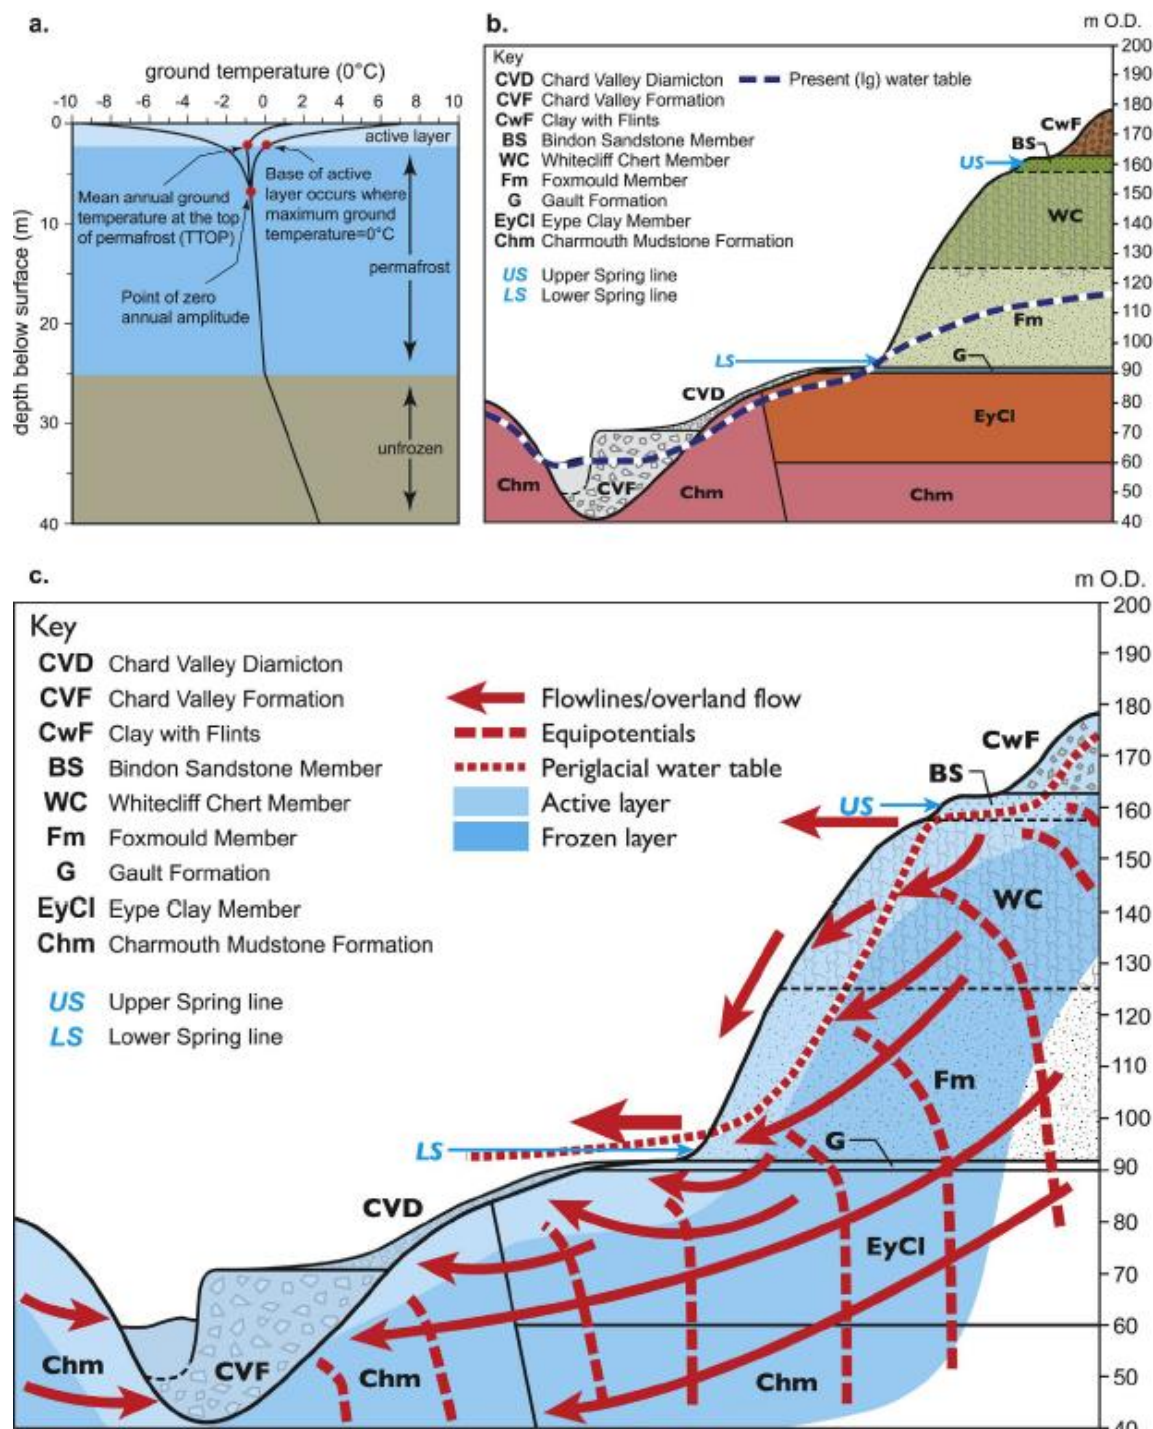 a.
ground temperature (0°C)
-10 -8 -6 -4 -2 0 2 4 6 8 10
depth below surface (m)
0
10
20
30
40
active layer
Mean annual ground
temperature at the top
of permafrost (TTOP)
Base of active
layer occurs where
maximum ground
temperature=0°C
permafrost
Point of zero
annual amplitude
unfrozen
b.
m O.D.
Key
CVD Chard Valley Diamicton
CVF Chard Valley Formation
CwF Clay with Flints
BS Bindon Sandstone Member
WC Whitecliff Chert Member
Fm Foxmould Member
G Gault Formation
EyCl Eype Clay Member
Chm Charmouth Mudstone Formation
US Upper Spring line
LS Lower Spring line
Present (Ig) water table
200
190
180
170
160
150
140
130
120
110
100
90
80
70
60
50
40
CwF
BS
US
WC
Fm
G
LS
CVD
EyCl
Chm
CVF
Chm
Chm
c.
m O.D.
Key
CVD Chard Valley Diamicton
CVF Chard Valley Formation
CwF Clay with Flints
BS Bindon Sandstone Member
WC Whitecliff Chert Member
Fm Foxmould Member
G Gault Formation
EyCl Eype Clay Member
Chm Charmouth Mudstone Formation
US Upper Spring line
LS Lower Spring line
Flowlines/overland flow
Equipotentials
Periglacial water table
Active layer
Frozen layer
200
190
180
170
160
150
140
130
120
110
100
90
80
70
60
50
40
CwF
BS
US
WC
Fm
G
LS
CVD
EyCl
Chm
CVF
Chm
Chm